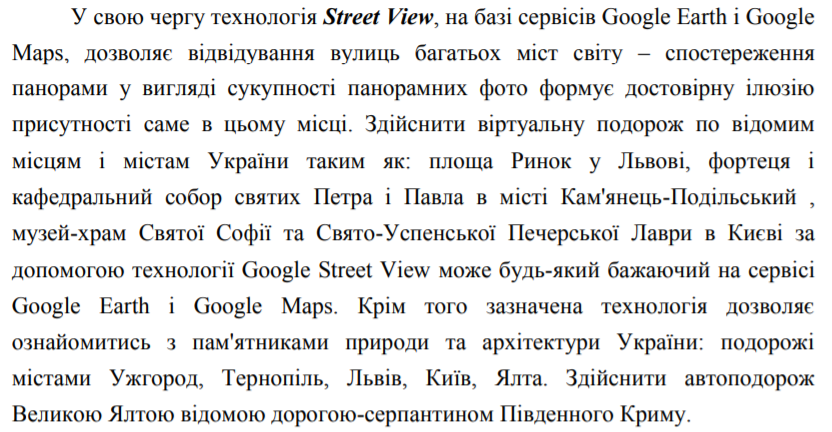 У свою чергу технологія Street View, на базі сервісів Google Earth і Google
Maps, дозволяє відвідування вулиць багатьох міст світу – спостереження
панорами у вигляді сукупності панорамних фото формує достовірну ілюзію
присутності саме в цьому місці. Здійснити віртуальну подорож по відомим
місцям і містам України таким як: площа Ринок у Львові, фортеця і
кафедральний собор святих Петра і Павла в місті Кам'янець-Подільський ,
музей-храм Святої Софії та Свято-Успенської Печерської Лаври в Києві за
допомогою технології Google Street View може будь-який бажаючий на сервісі
Google Earth і Google Maps. Крім того зазначена технологія дозволяє
ознайомитись з пам'ятниками природи та архітектури України: подорожі
містами Ужгород, Тернопіль, Львів, Київ, Ялта. Здійснити автоподорож
Великою Ялтою відомою дорогою-серпантином Південного Криму.